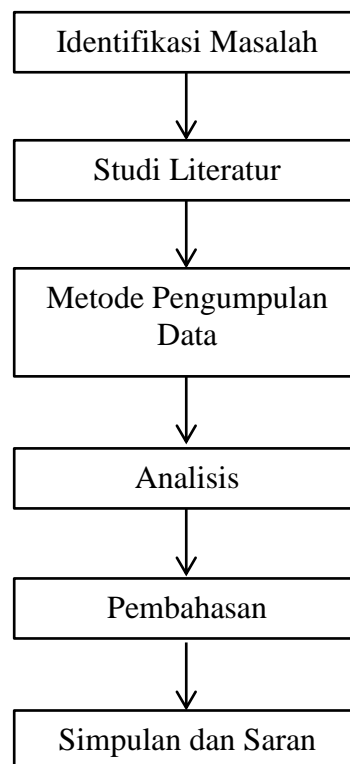 Identifikasi Masalah
Studi Literatur
Metode Pengumpulan
Data
Analisis
Pembahasan
Simpulan dan Saran